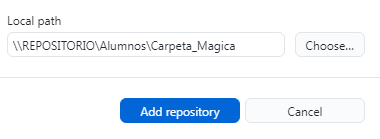 Local path
\\REPOSITORIO\Alumnos\Carpeta_Magica
Choose...
Add repository
Cancel